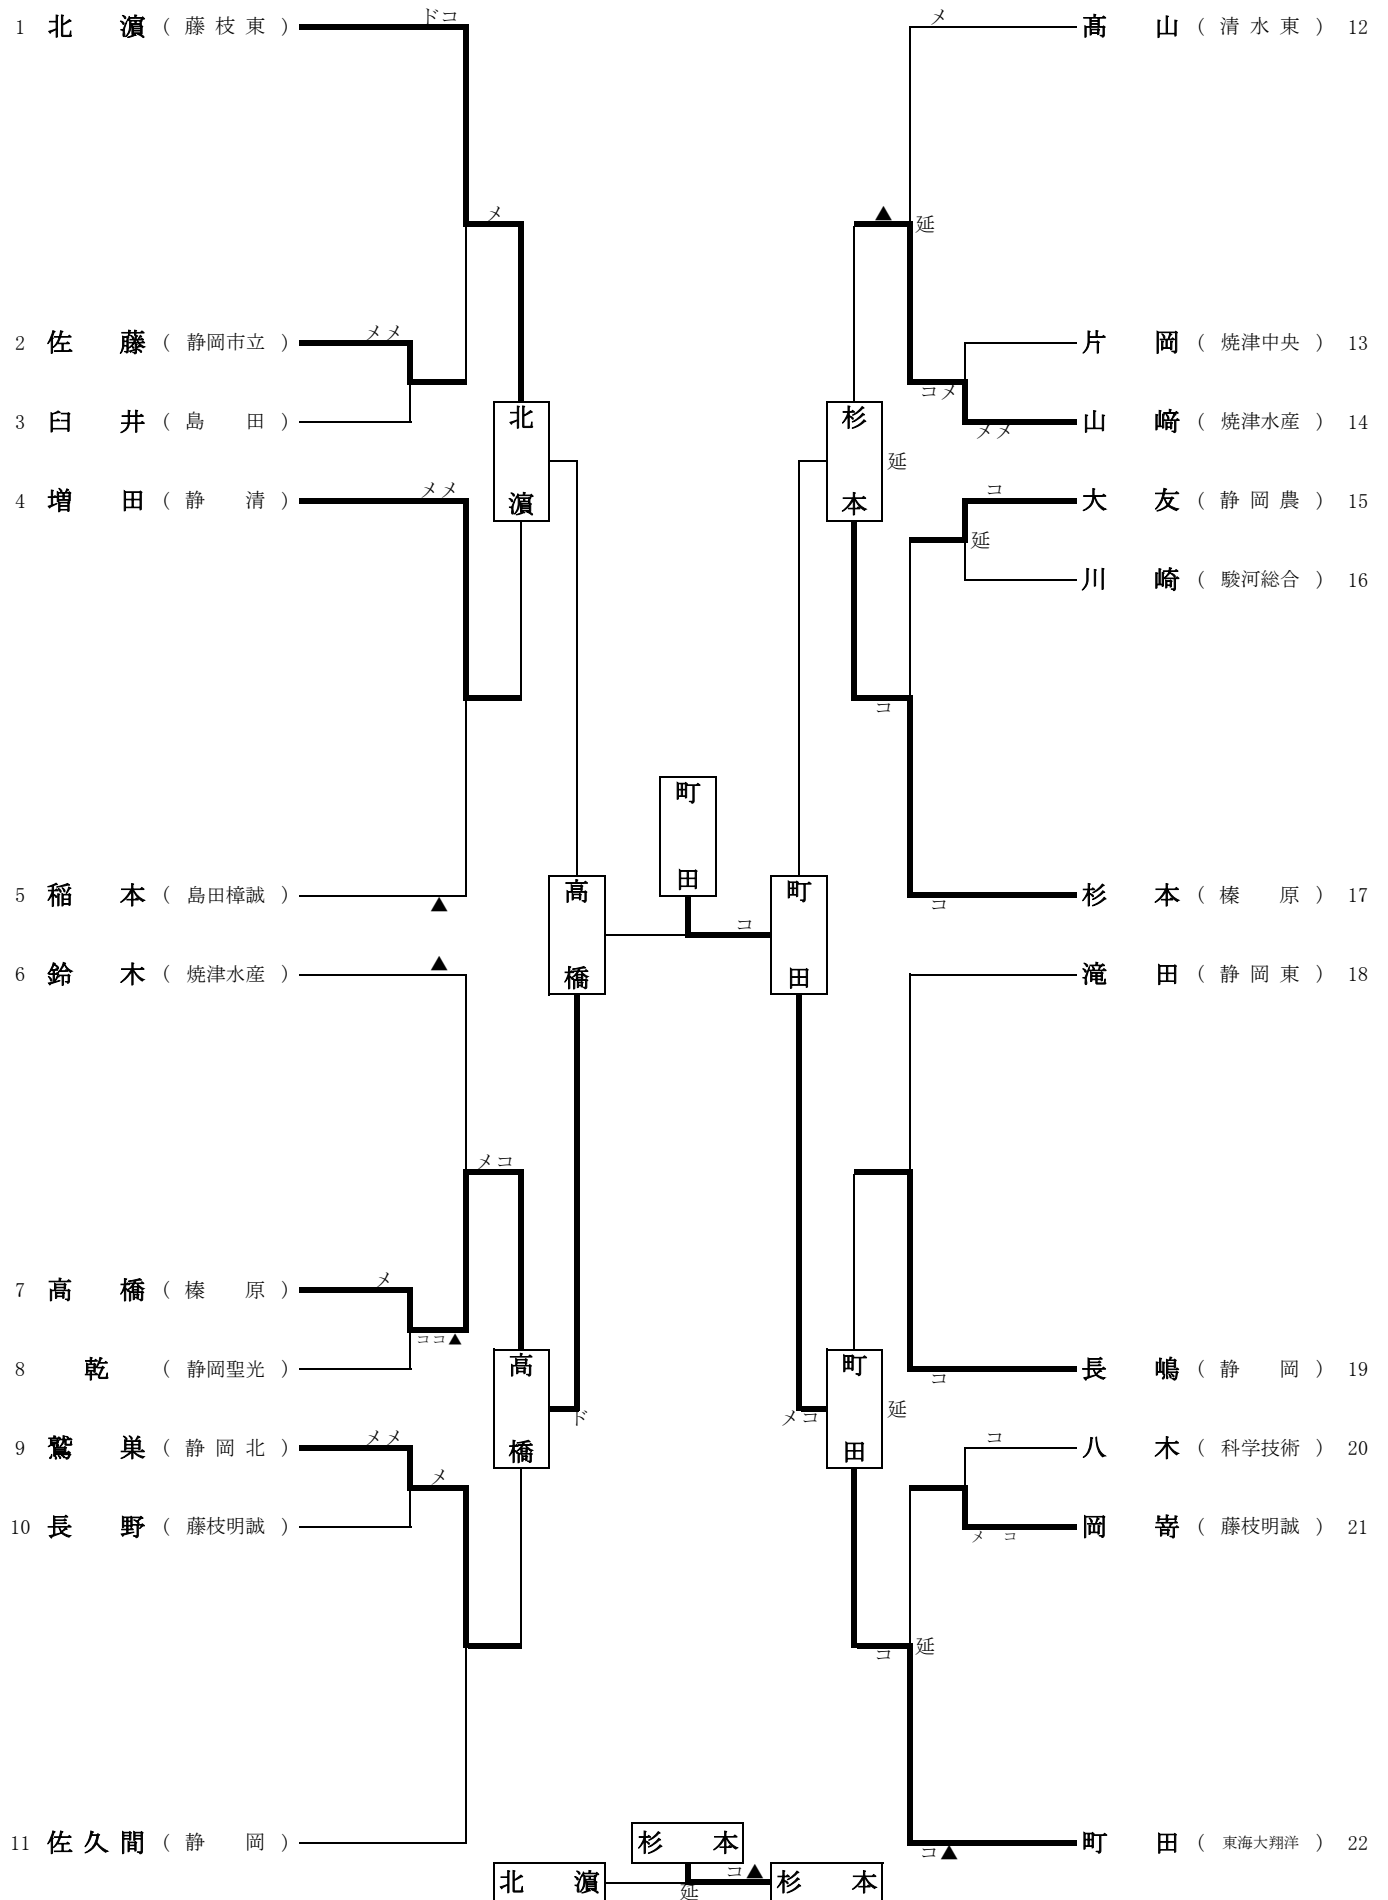 1 北 濵 ( 藤 枝 東 )
ドコ
メ
2 佐 藤 ( 静岡市立 )
メメ
3 臼 井 ( 島 田 )
北 濵
4 増 田 ( 静 清 )
メメ
5 稲 本 ( 島田樟誠 )
▲
6 鈴 木 ( 焼津水産 )
▲
高 橋
メコ
7 高 橋 ( 榛 原 )
メ
ココ▲
8 乾 ( 静岡聖光 )
高 橋
ド
9 鷲 巣 ( 静 岡 北 )
メメ
メ
10 長 野 ( 藤枝明誠 )
11 佐 久 間 ( 静 岡 )
町 田
コ
メ
髙 山 ( 清 水 東 ) 12
▲
延
片 岡 ( 焼津中央 ) 13
コメ
山 﨑 ( 焼津水産 ) 14
メメ
杉 本
延
コ
大 友 ( 静 岡 農 ) 15
延
川 崎 ( 駿河総合 ) 16
コ
杉 本 ( 榛 原 ) 17
コ
町 田
滝 田 ( 静 岡 東 ) 18
長 嶋 ( 静 岡 ) 19
コ
町 田
延
メコ
コ
八 木 ( 科学技術 ) 20
岡 嵜 ( 藤枝明誠 ) 21
メ コ
コ
延
町 田 ( 東海大翔洋 ) 22
コ▲
杉 本
北 濵
延
コ▲
杉 本